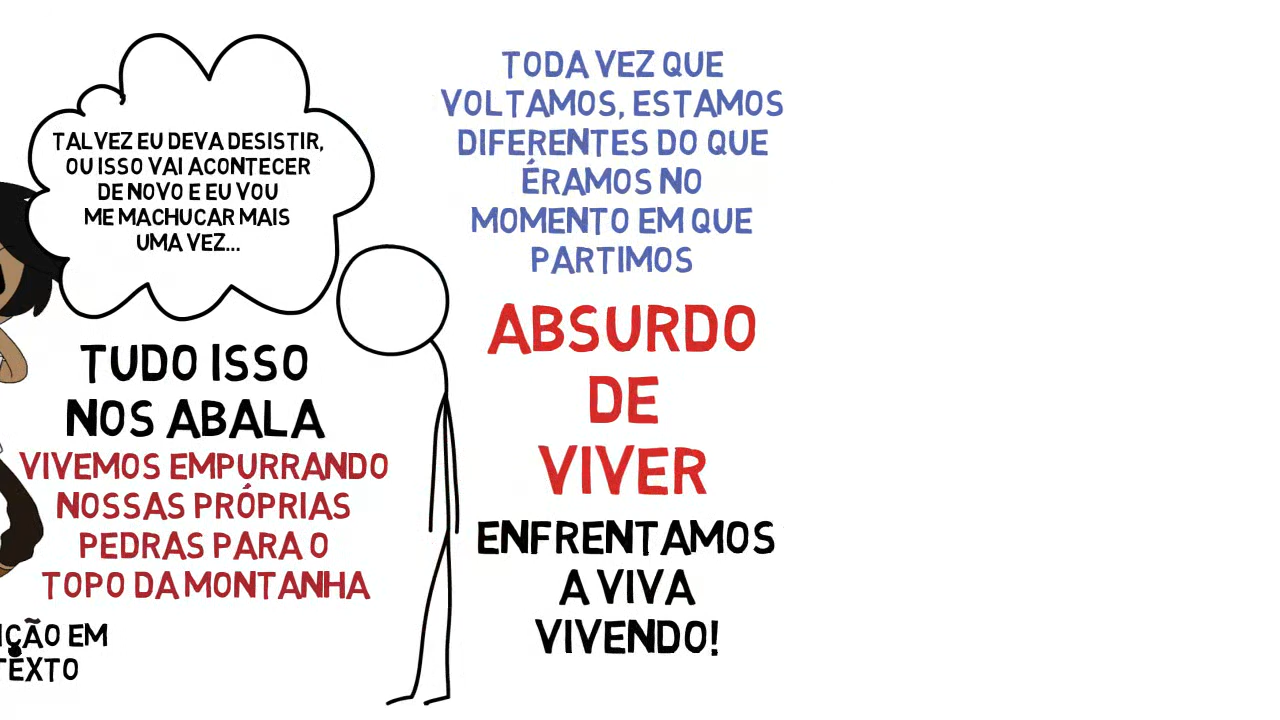 TALVEZ EU DEVA DESISTIR,
OU ISSO VAI ACONTECER
DE NOVO E EU VOU
ME MACHUCAR MAIS
UMA VEZ...
TUDO ISSO
NOS ABALA
VIVEMOS EMPURRANDO
NOSSAS PRÓPRIAS
PEDRAS PARA O
TOPO DA MONTANHA
EM
TODA VEZ QUE
VOLTAMOS, ESTAMOS
DIFERENTES DO QUE
ÉRAMOS NO
MOMENTO EM QUE
PARTIMOS
ABSURDO
DE
VIVER
ENFRENTAMOS
A VIVA
VIVENDO!